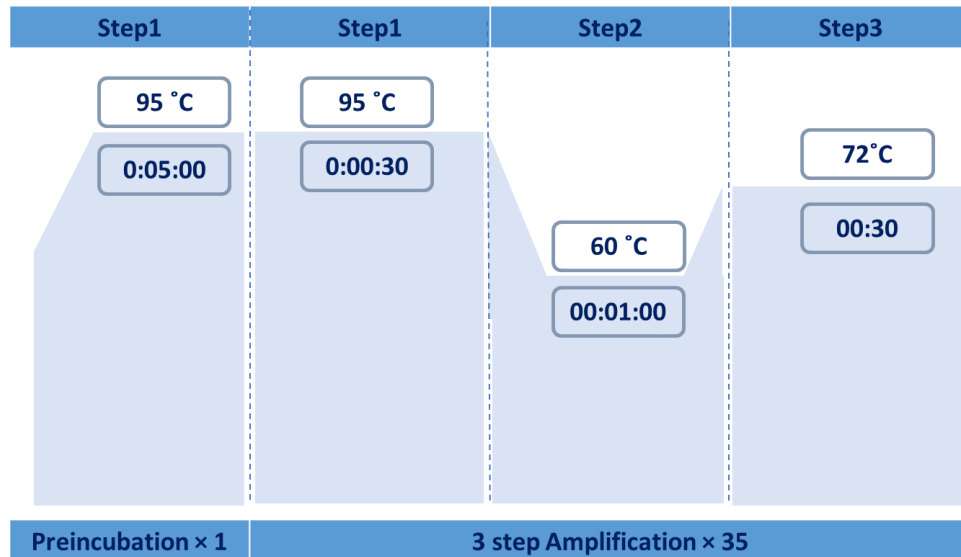 Step1 Step1 Step2 Step3
95 ˚C 95 ˚C
0:05:00 0:00:30
72˚C
00:30
60 ˚C
00:01:00
Preincubation × 1 3 step Amplification × 35